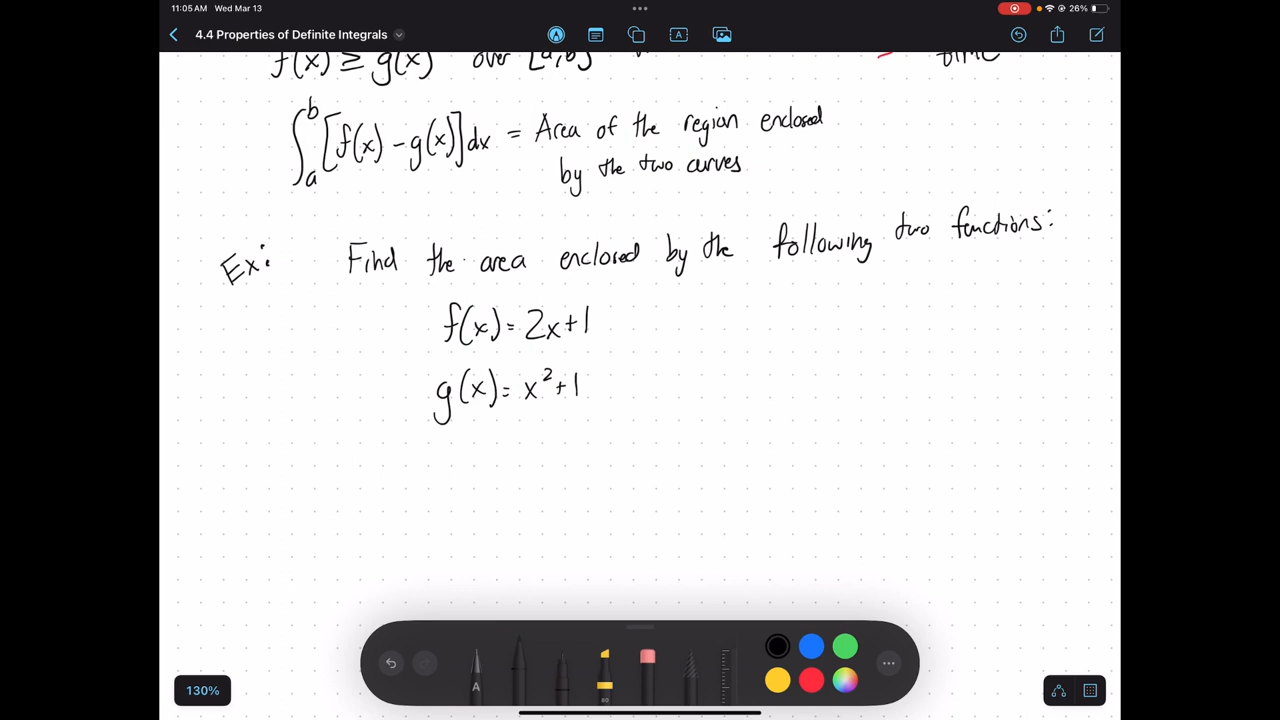 11:05 AM Wed Mar 13
26%
4.4 Properties of Definite Integrals
f(x) ≥ g(x) over [a,b]
time
∫_a^b [f(x) - g(x)]dx = Area of the region enclosed
by the two curves
Ex: Find the area enclosed by the following two functions:
f(x) = 2x+1
g(x) = x²+1
A
80
130%